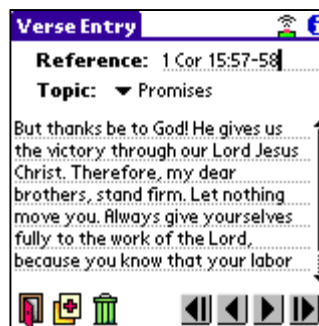 Verse Entry
Reference: 1 Cor 15:57-58
Topic: Promises
But thanks be to God! He gives us
the victory through our Lord Jesus
Christ. Therefore, my dear
brothers, stand firm. Let nothing
move you. Always give yourselves
fully to the work of the Lord,
because you know that your labor